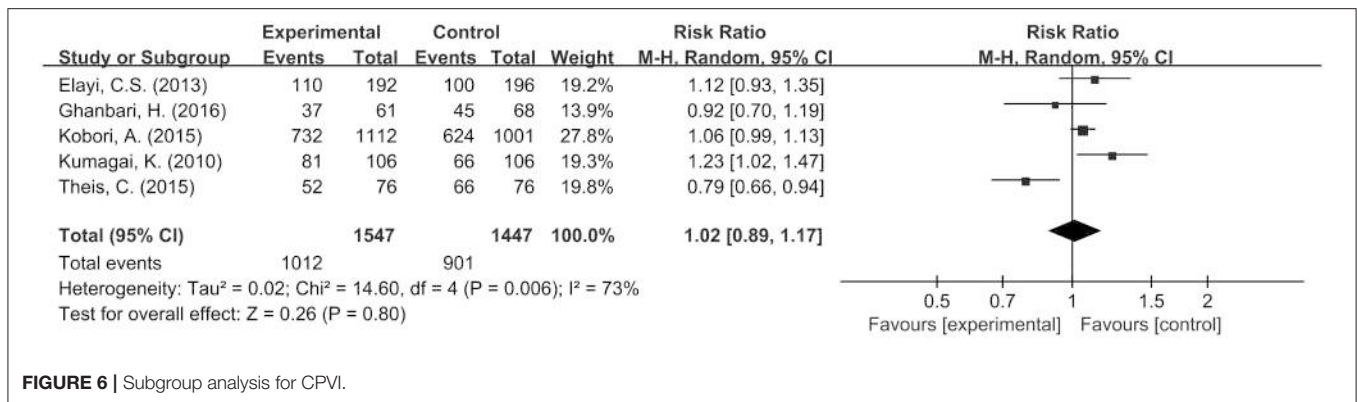 Experimental Control Risk Ratio Risk Ratio
Study or Subgroup Events Total Events Total Weight M-H, Random, 95% CI M-H, Random, 95% CI
Elayi, C.S. (2013) 110 192 100 196 19.2% 1.12 [0.93, 1.35]
Ghanbari, H. (2016) 37 61 45 68 13.9% 0.92 [0.70, 1.19]
Kobori, A. (2015) 732 1112 624 1001 27.8% 1.06 [0.99, 1.13]
Kumagai, K. (2010) 81 106 66 106 19.3% 1.23 [1.02, 1.47]
Theis, C. (2015) 52 76 66 76 19.8% 0.79 [0.66, 0.94]
Total (95% CI) 1547 1447 100.0% 1.02 [0.89, 1.17]
Total events 1012 901
Heterogeneity: Tau² = 0.02; Chi² = 14.60, df = 4 (P = 0.006); I² = 73%
Test for overall effect: Z = 0.26 (P = 0.80)
0.5 0.7 1 1.5 2
Favours [experimental] Favours [control]
FIGURE 6 | Subgroup analysis for CPVI.